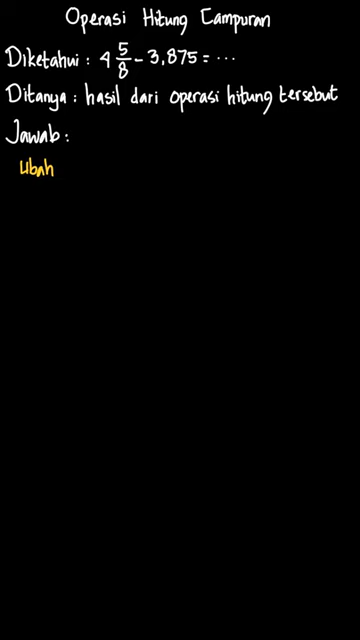 Operasi Hitung Campuran
Diketahui : 4 5/8 - 3,875 = ...
Ditanya : hasil dari operasi hitung tersebut
Jawab :
Ubah